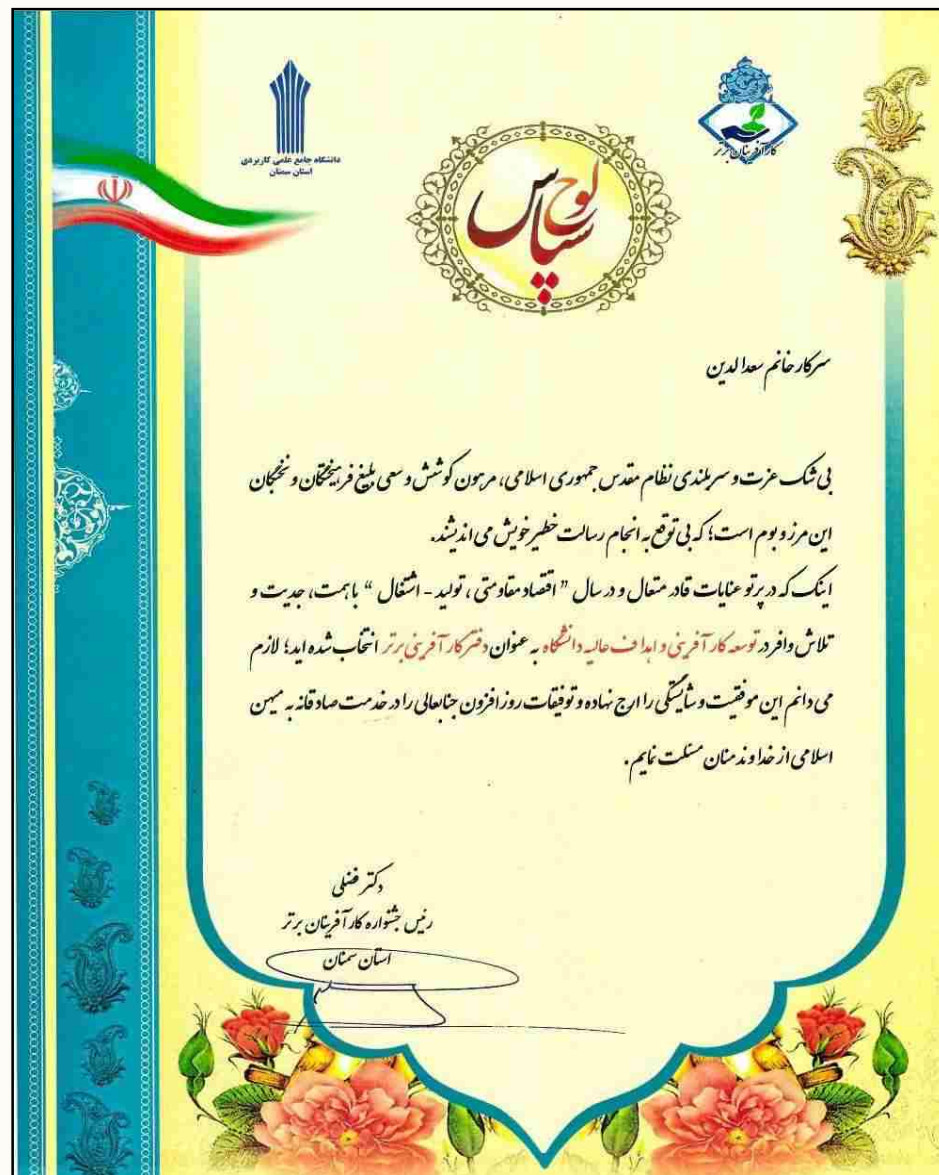 دانشگاه جامع علمی کاربردی
استان سمنان
کارآفرینان برتر
لوح سپاس
سرکار خانم سعدالدین
بی شک عزت و سربلندی نظام مقدس جمهوری اسلامی، مرهون کوشش و سعی بلیغ فرهیختگان و نخبگان
این مرز و بوم است؛ که بی توقع به انجام رسالت خطیر خویش می اندیشند.
اینک که در پرتو عنایات قادر متعال و در سال " اقتصاد مقاومتی ، تولید - اشتغال " با همت، جدیت و
تلاش وافر در توسعه کارآفرینی و اهداف عالیه دانشگاه به عنوان دفتر کارآفرینی برتر انتخاب شده اید؛ لازم
می دانم این موفقیت و شایستگی را ارج نهاده و توفیقات روزافزون جنابعالی را در خدمت صادقانه به میهن
اسلامی از خداوند منان مسئلت نمایم.
دکتر فضلی
رئیس جشنواره کارآفرینان برتر
استان سمنان